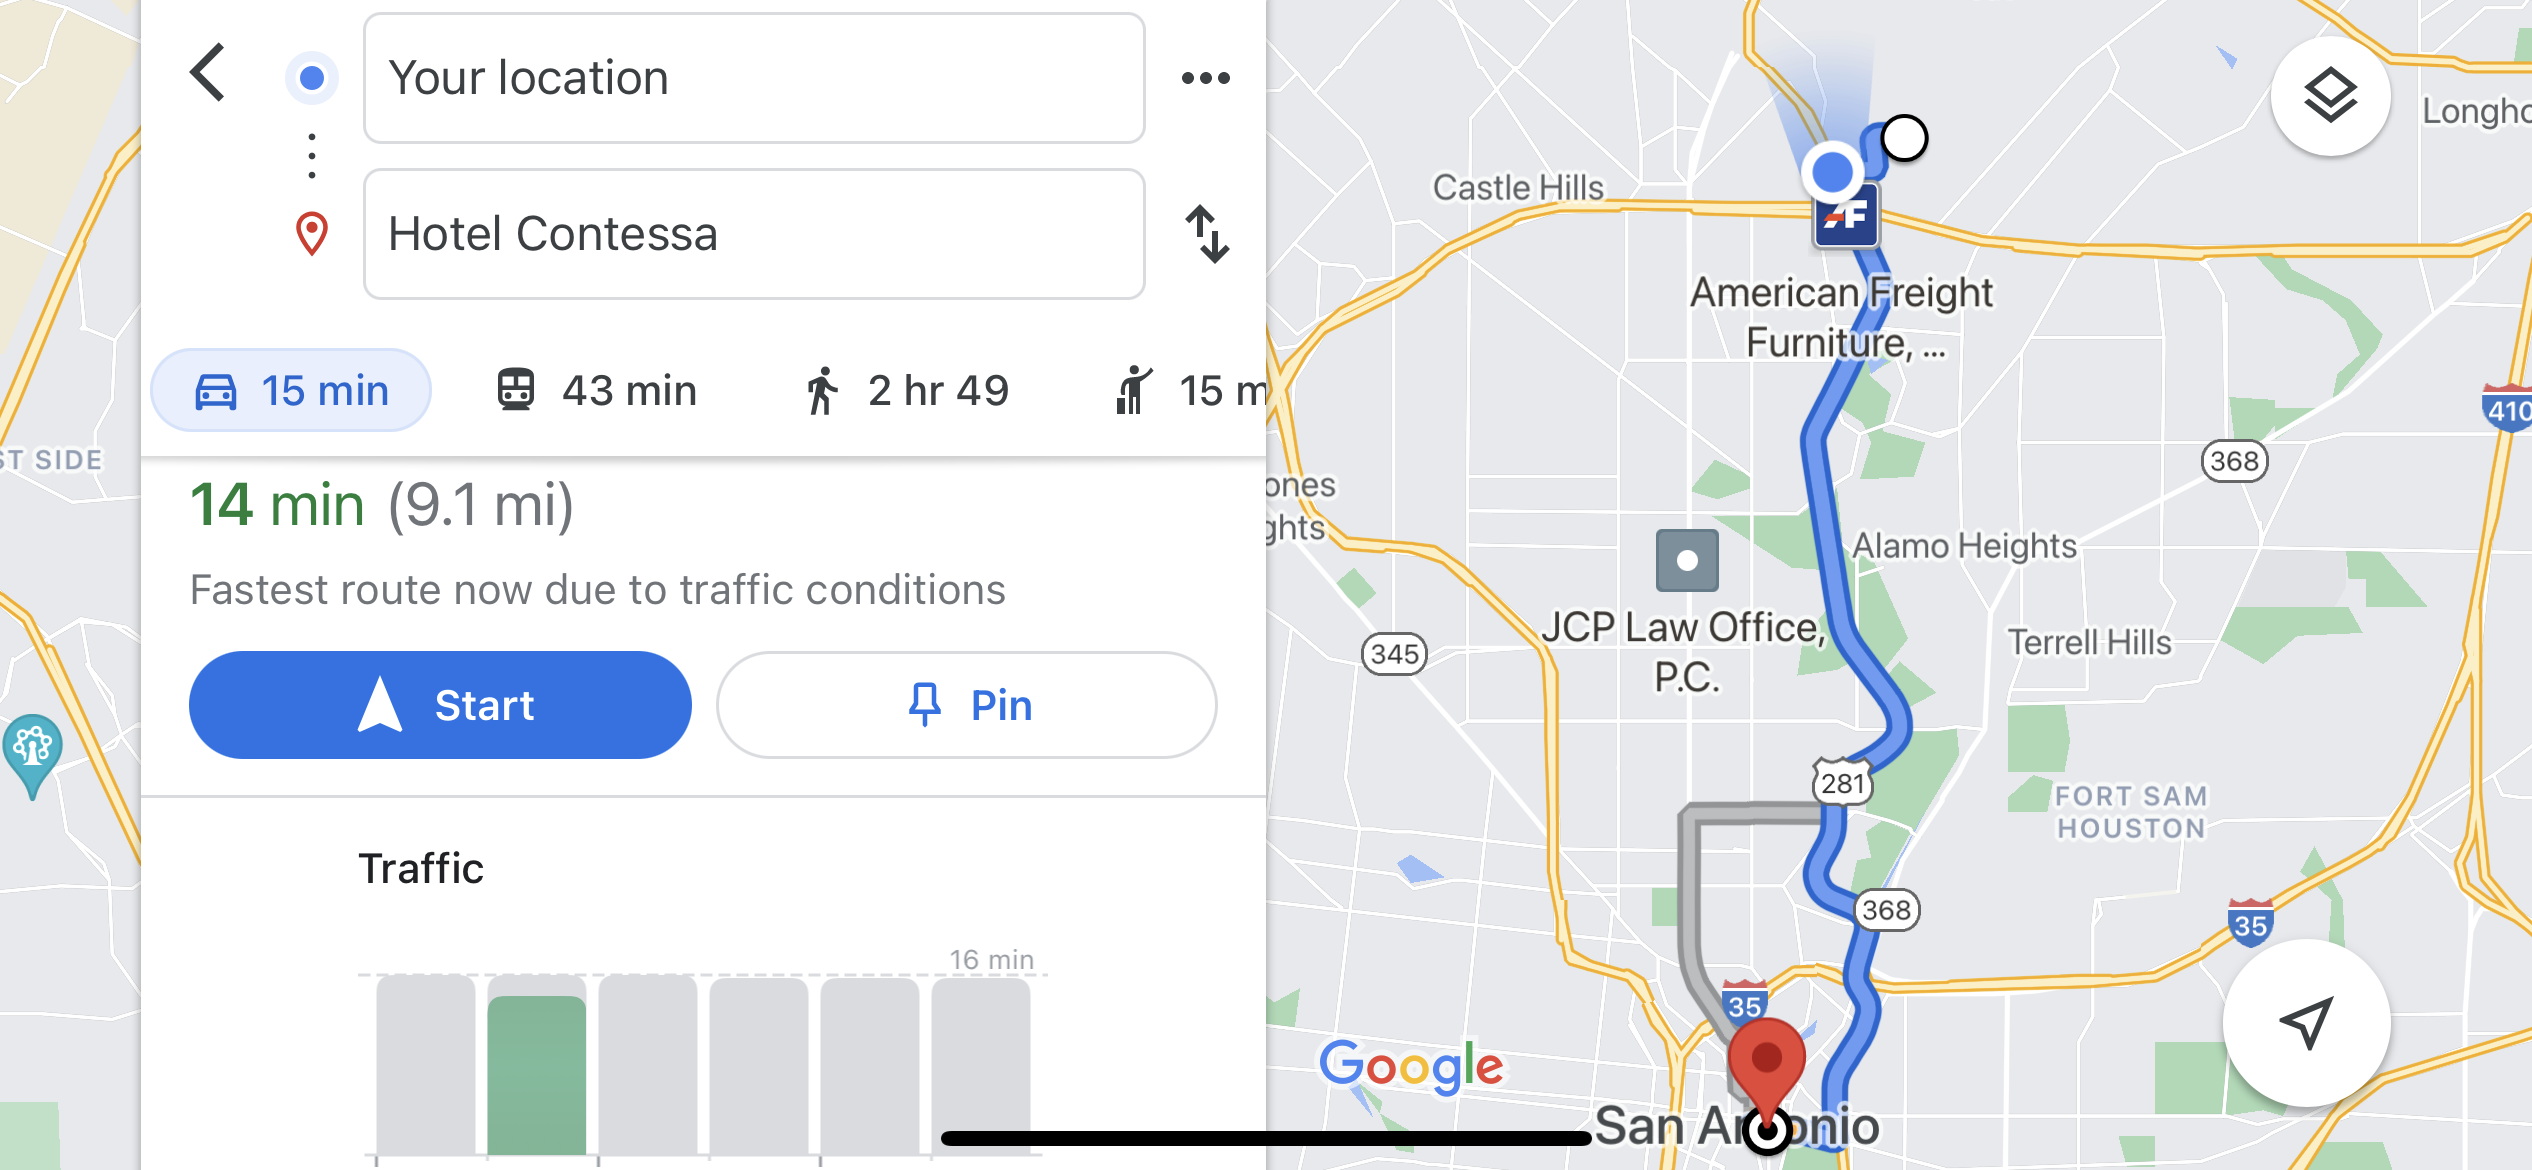 Your location
Hotel Contessa
15 min
43 min
2 hr 49
15 m
14 min (9.1 mi)
Fastest route now due to traffic conditions
Start
Pin
Traffic
16 min
ST SIDE
Longho
Castle Hills
AF
American Freight
Furniture, ...
410
368
ones
ghts
Alamo Heights
JCP Law Office,
P.C.
345
Terrell Hills
281
FORT SAM
HOUSTON
368
35
35
Google
San Antonio